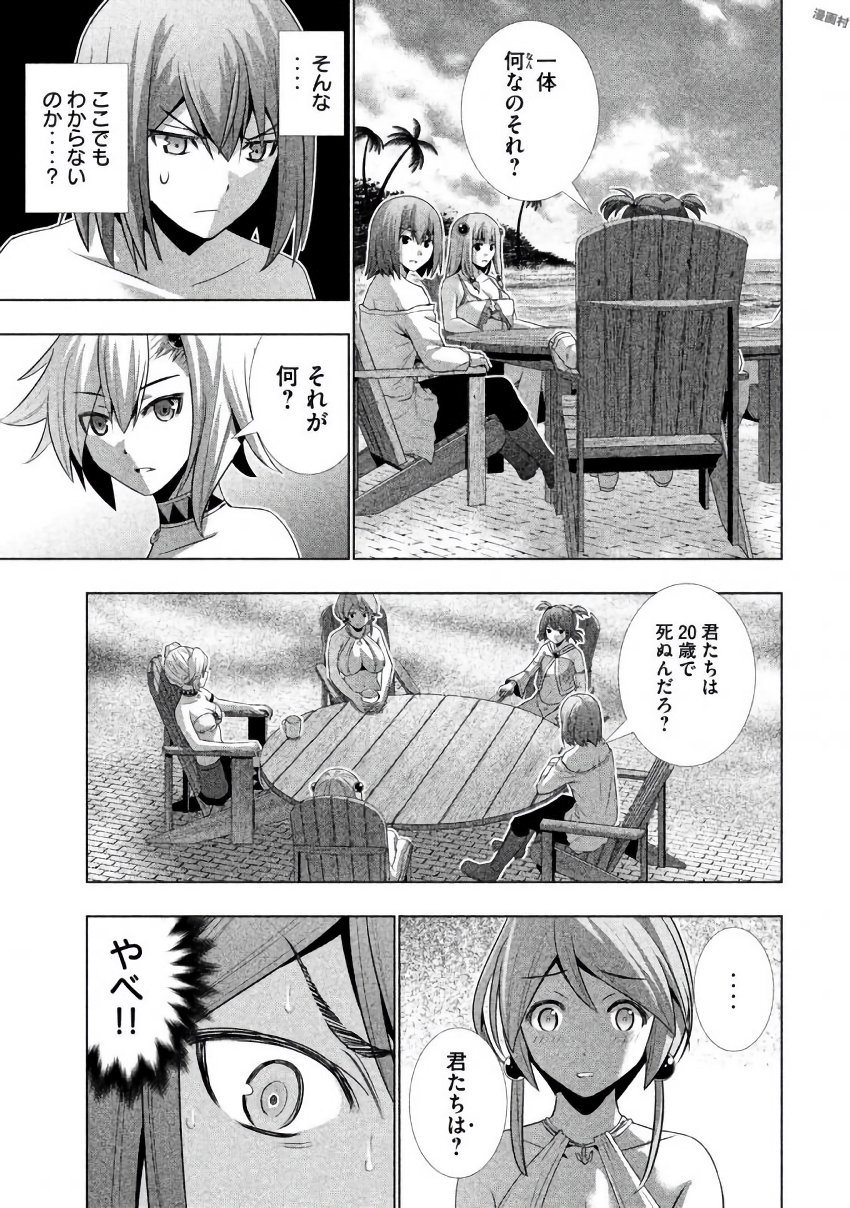 漫画村
一体
何なのそれ？
なん
そんな
‥‥
ここでも
わからない
のか‥‥？
それが
何？
君たちは
20歳で
死ぬんだろ？
‥‥
君たちは？
やべ!!